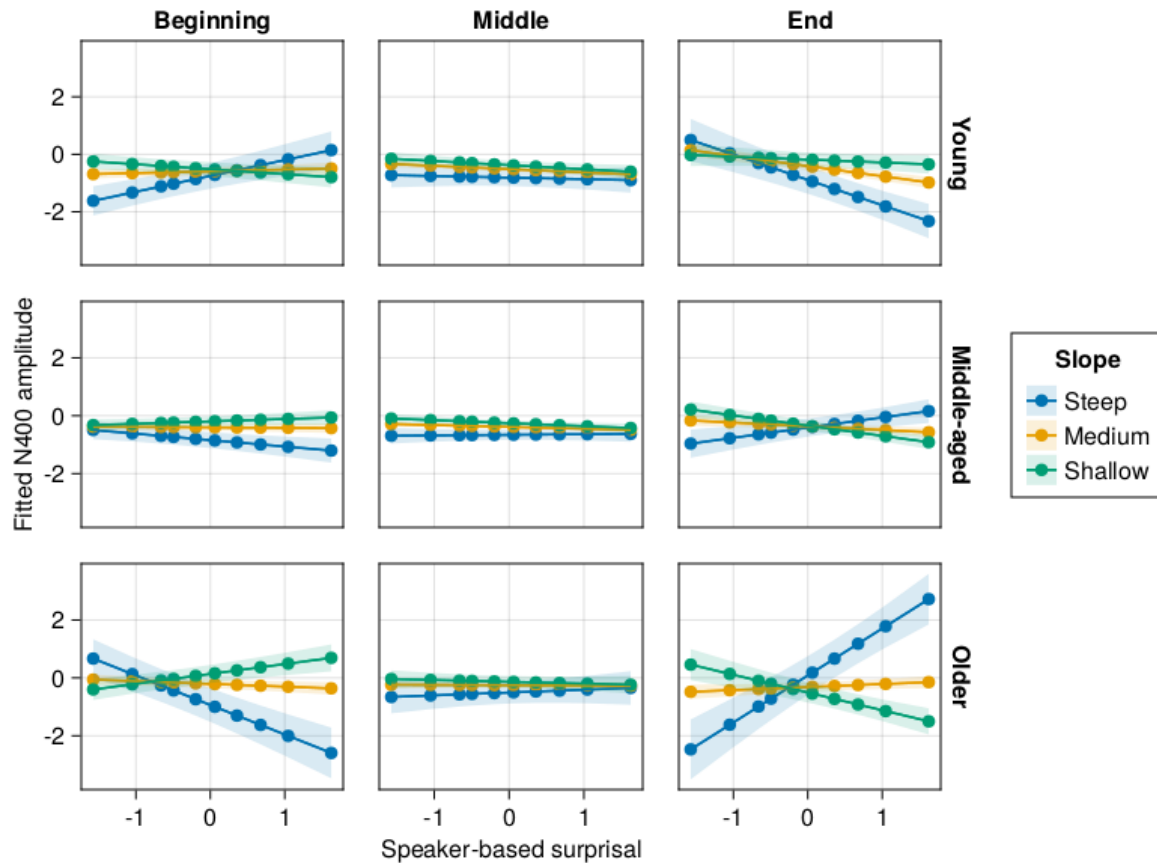 Beginning
Middle
End
2
0
-2
Young
2
0
-2
Middle-aged
2
0
-2
Older
-1 0 1
-1 0 1
-1 0 1
Fitted N400 amplitude
Speaker-based surprisal
Slope
Steep
Medium
Shallow